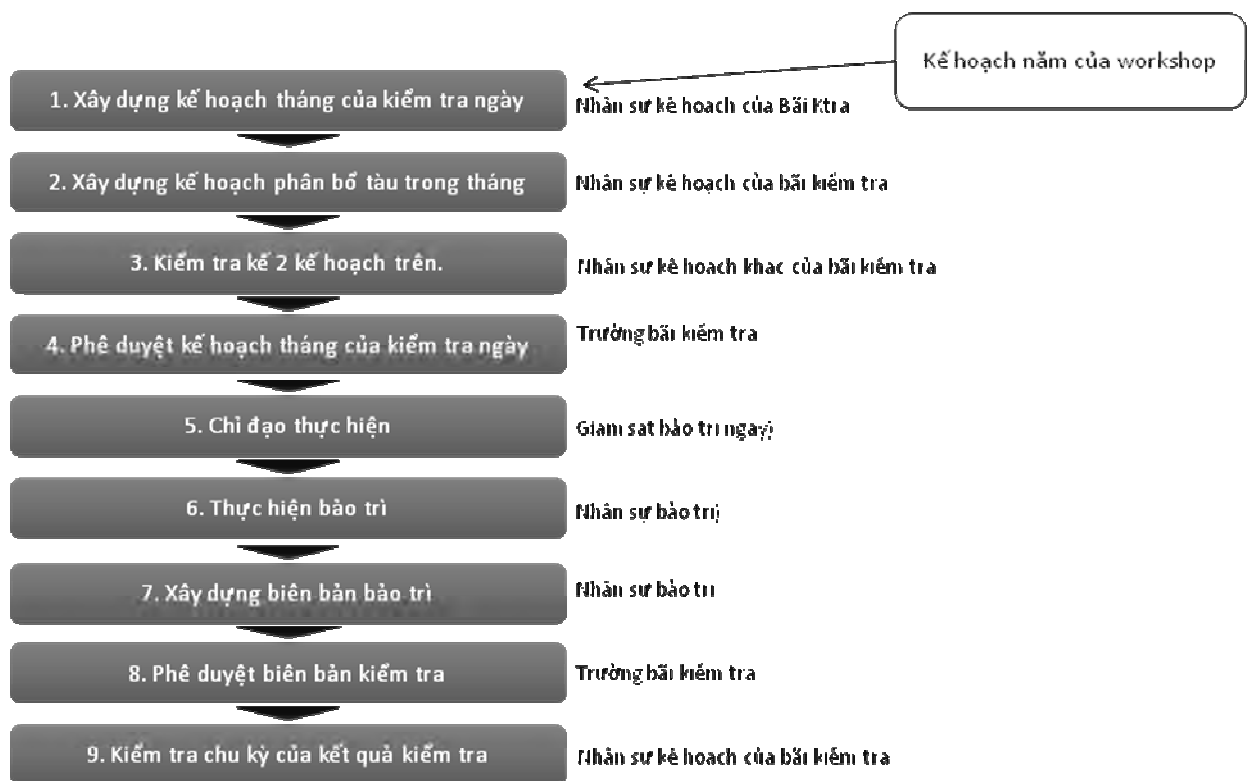 Kế hoạch năm của workshop
1. Xây dựng kế hoạch tháng của kiểm tra ngày
Nhân sự kế hoạch của Bãi Ktra
2. Xây dựng kế hoạch phân bổ tàu trong tháng
Nhân sự kế hoạch của bãi kiểm tra
3. Kiểm tra kế 2 kế hoạch trên.
Nhân sự kế hoạch khác của bãi kiểm tra
4. Phê duyệt kế hoạch tháng của kiểm tra ngày
Trưởng bãi kiểm tra
5. Chỉ đạo thực hiện
Giám sát bảo trì ngày)
6. Thực hiện bảo trì
Nhân sự bảo trì)
7. Xây dựng biên bản bảo trì
Nhân sự bảo trì
8. Phê duyệt biên bản kiểm tra
Trưởng bãi kiểm tra
9. Kiểm tra chu kỳ của kết quả kiểm tra
Nhân sự kế hoạch của bãi kiểm tra